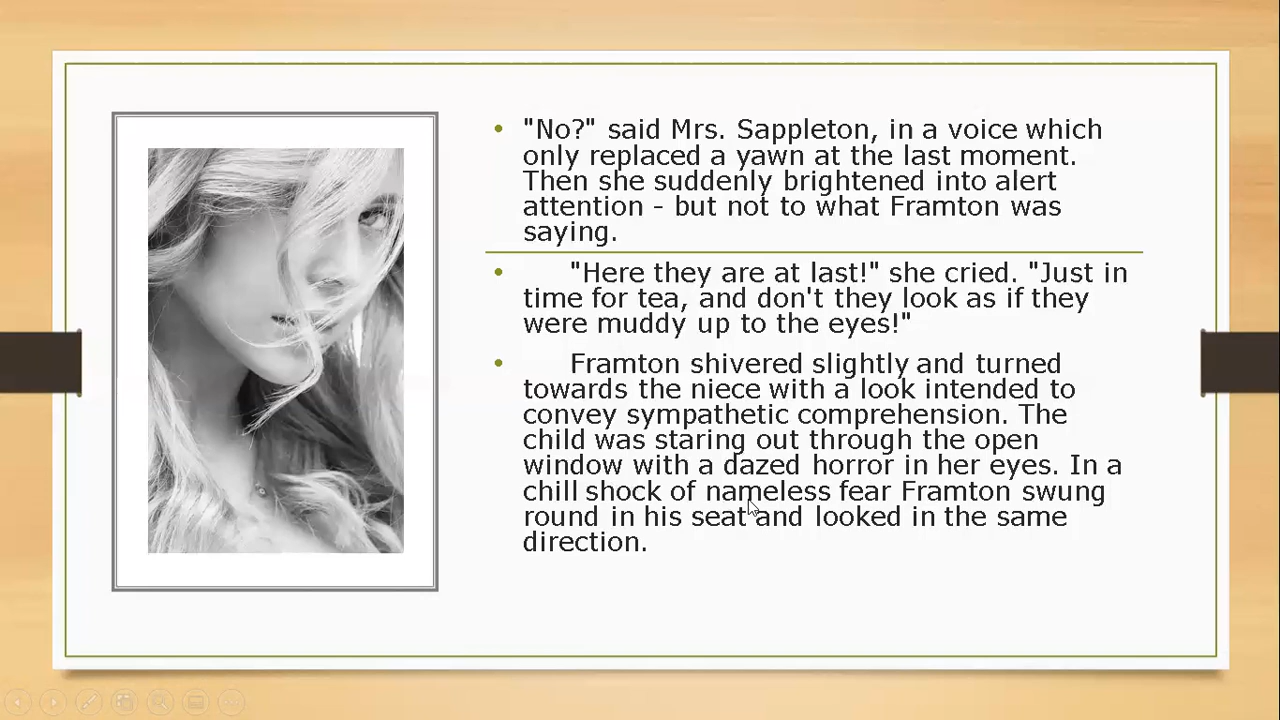 • "No?" said Mrs. Sappleton, in a voice which
only replaced a yawn at the last moment.
Then she suddenly brightened into alert
attention - but not to what Framton was
saying.
• "Here they are at last!" she cried. "Just in
time for tea, and don't they look as if they
were muddy up to the eyes!"
• Framton shivered slightly and turned
towards the niece with a look intended to
convey sympathetic comprehension. The
child was staring out through the open
window with a dazed horror in her eyes. In a
chill shock of nameless fear Framton swung
round in his seat and looked in the same
direction.